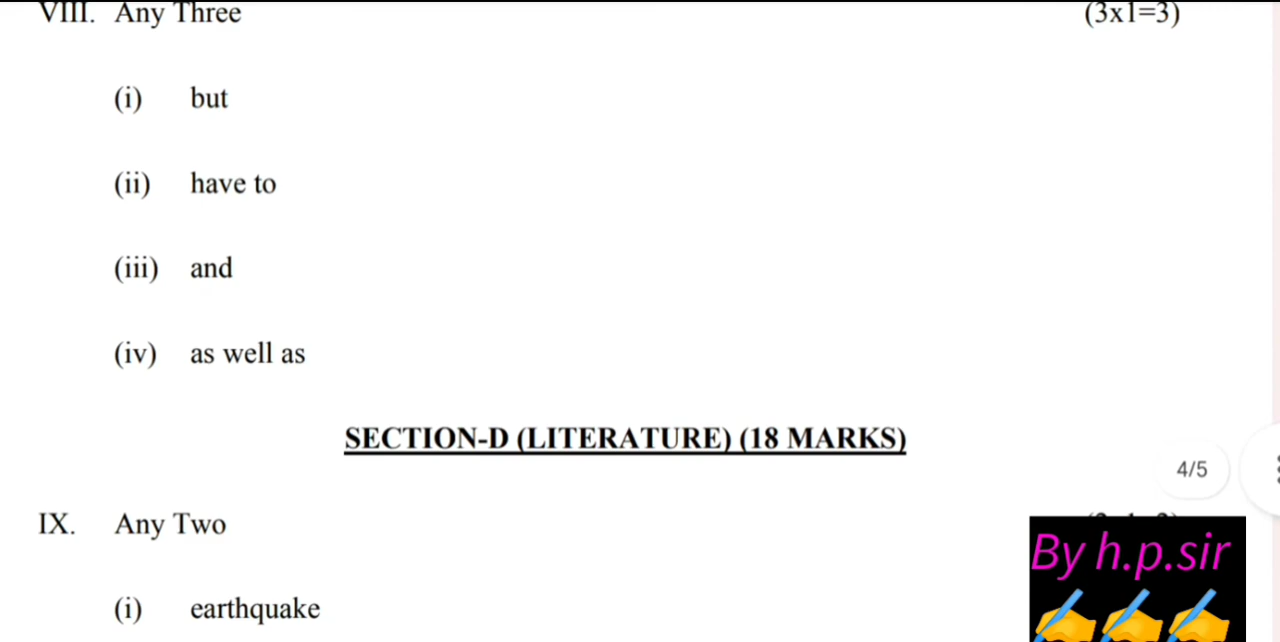 VIII. Any Three (3x1=3)
(i) but
(ii) have to
(iii) and
(iv) as well as
SECTION-D (LITERATURE) (18 MARKS)
4/5
IX. Any Two
By h.p.sir
(i) earthquake